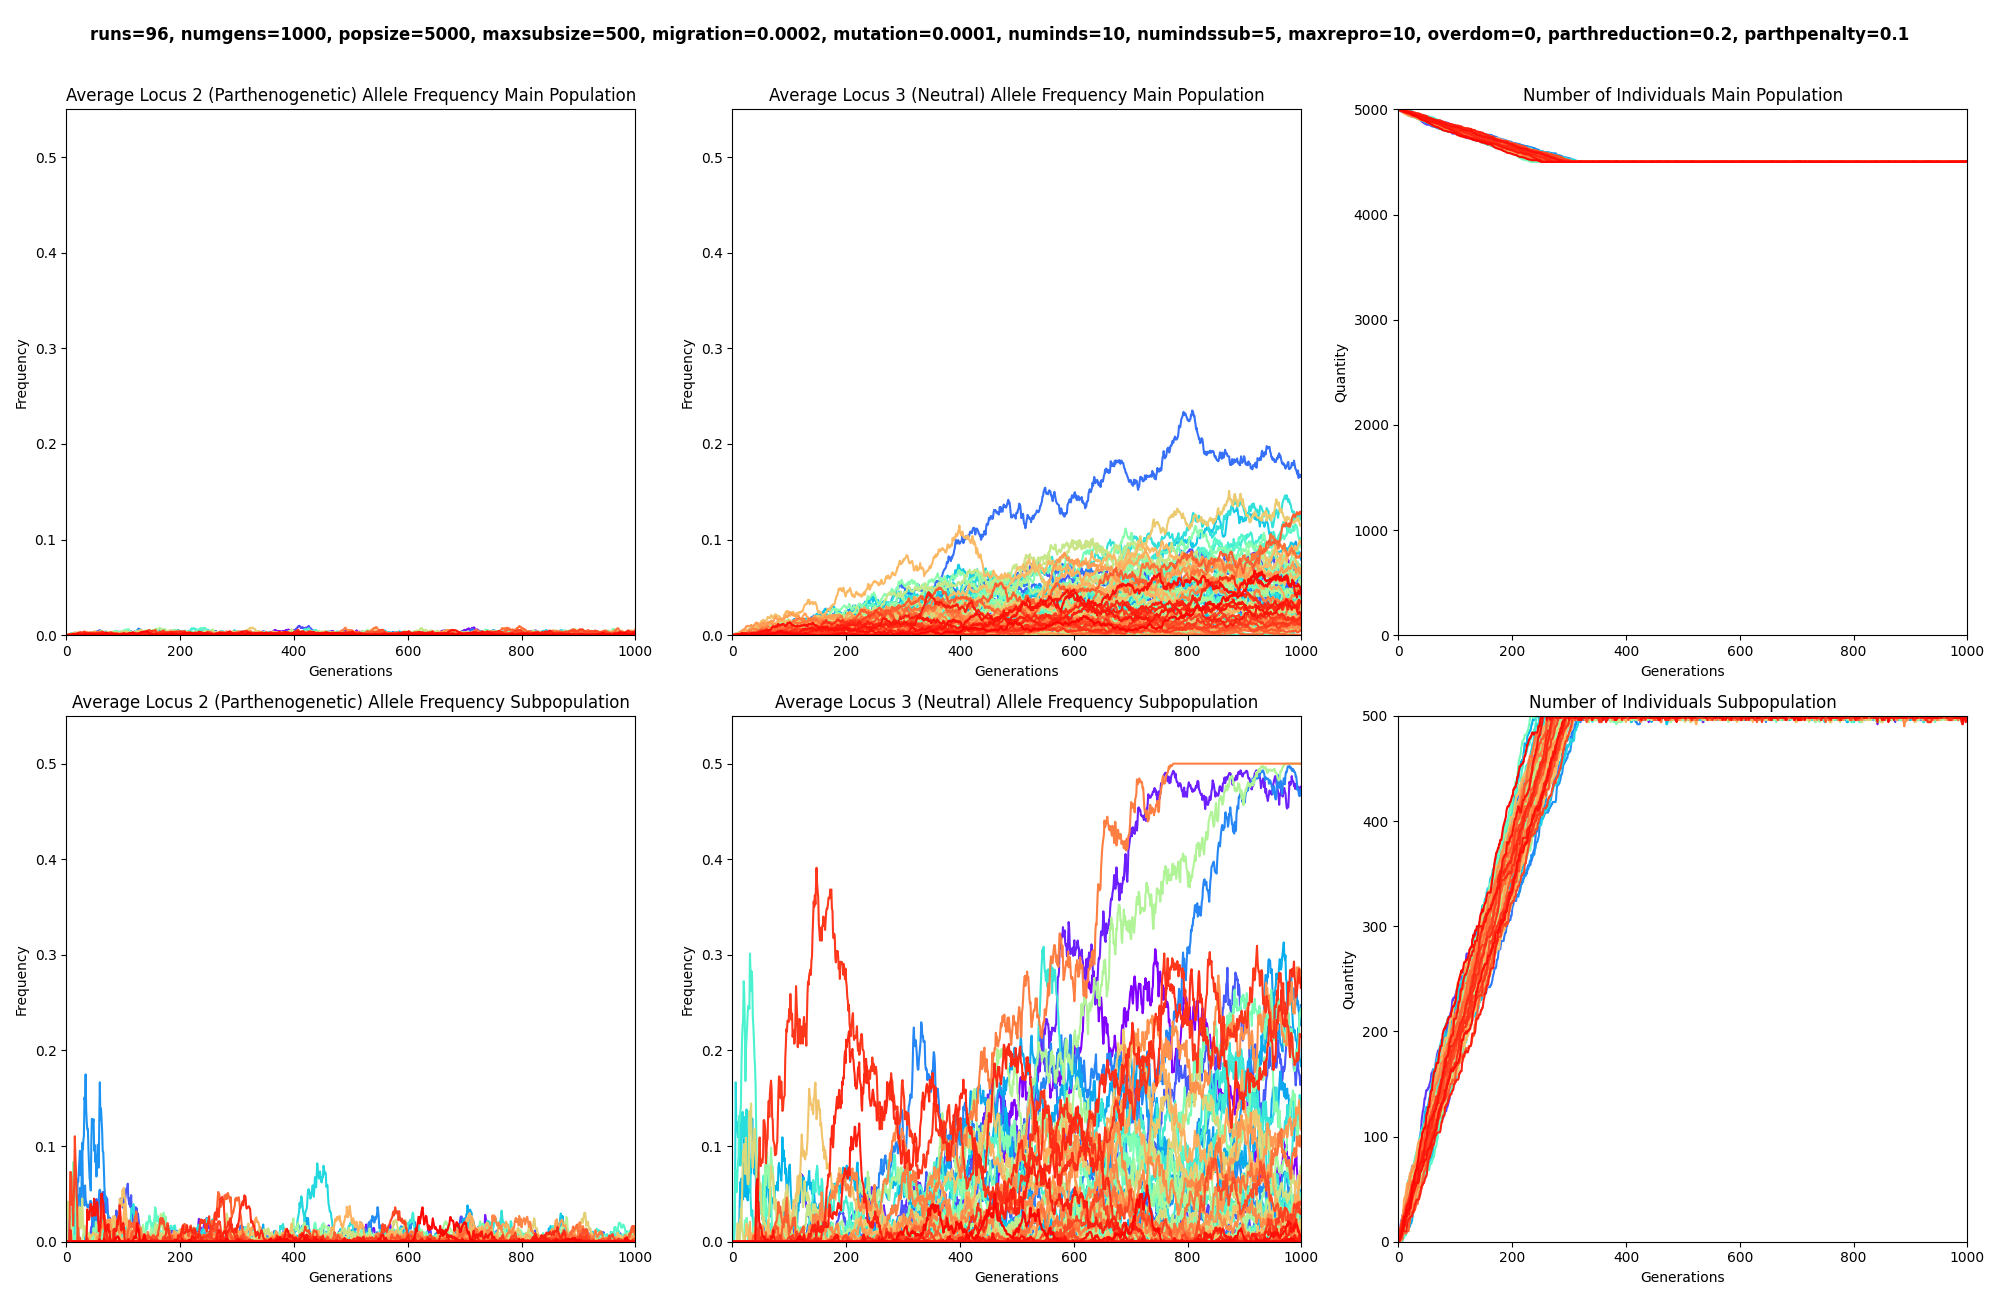 runs=96, numgens=1000, popsize=5000, maxsubsize=500, migration=0.0002, mutation=0.0001, numinds=10, numindssub=5, maxrepro=10, overdom=0, parthreduction=0.2, parthpenalty=0.1
Average Locus 2 (Parthenogenetic) Allele Frequency Main Population
0.5
0.4
0.3
0.2
0.1
0.0
Frequency
0 200 400 600 800 1000
Generations
Average Locus 3 (Neutral) Allele Frequency Main Population
0.5
0.4
0.3
0.2
0.1
0.0
Frequency
0 200 400 600 800 1000
Generations
Number of Individuals Main Population
5000
4000
3000
2000
1000
0
Quantity
0 200 400 600 800 1000
Generations
Average Locus 2 (Parthenogenetic) Allele Frequency Subpopulation
0.5
0.4
0.3
0.2
0.1
0.0
Frequency
0 200 400 600 800 1000
Generations
Average Locus 3 (Neutral) Allele Frequency Subpopulation
0.5
0.4
0.3
0.2
0.1
0.0
Frequency
0 200 400 600 800 1000
Generations
Number of Individuals Subpopulation
500
400
300
200
100
0
Quantity
0 200 400 600 800 1000
Generations